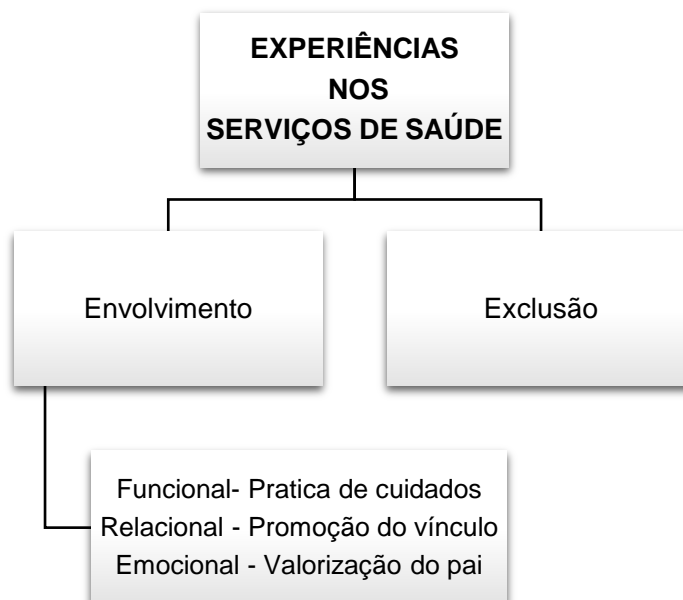 EXPERIÊNCIAS
NOS
SERVIÇOS DE SAÚDE
Envolvimento
Exclusão
Funcional- Pratica de cuidados
Relacional - Promoção do vínculo
Emocional - Valorização do pai